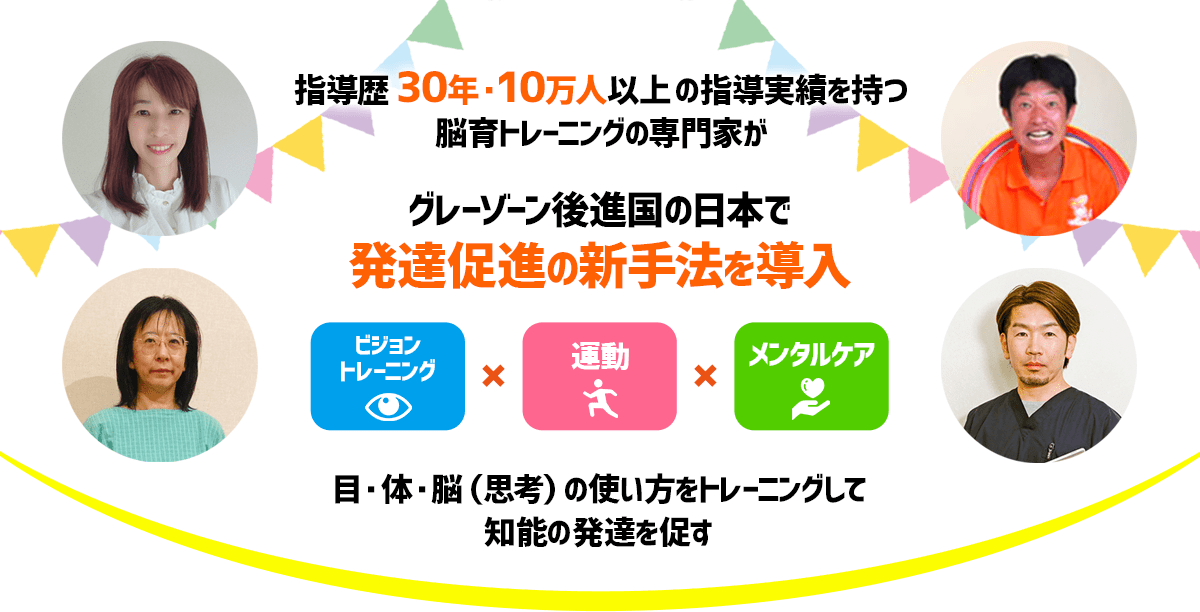 指導歴 30年・10万人以上の指導実績を持つ
脳育トレーニングの専門家が
グレーゾーン後進国の日本で
発達促進の新手法を導入
ビジョン
トレーニング
×
運動
×
メンタルケア
目・体・脳(思考)の使い方をトレーニングして
知能の発達を促す